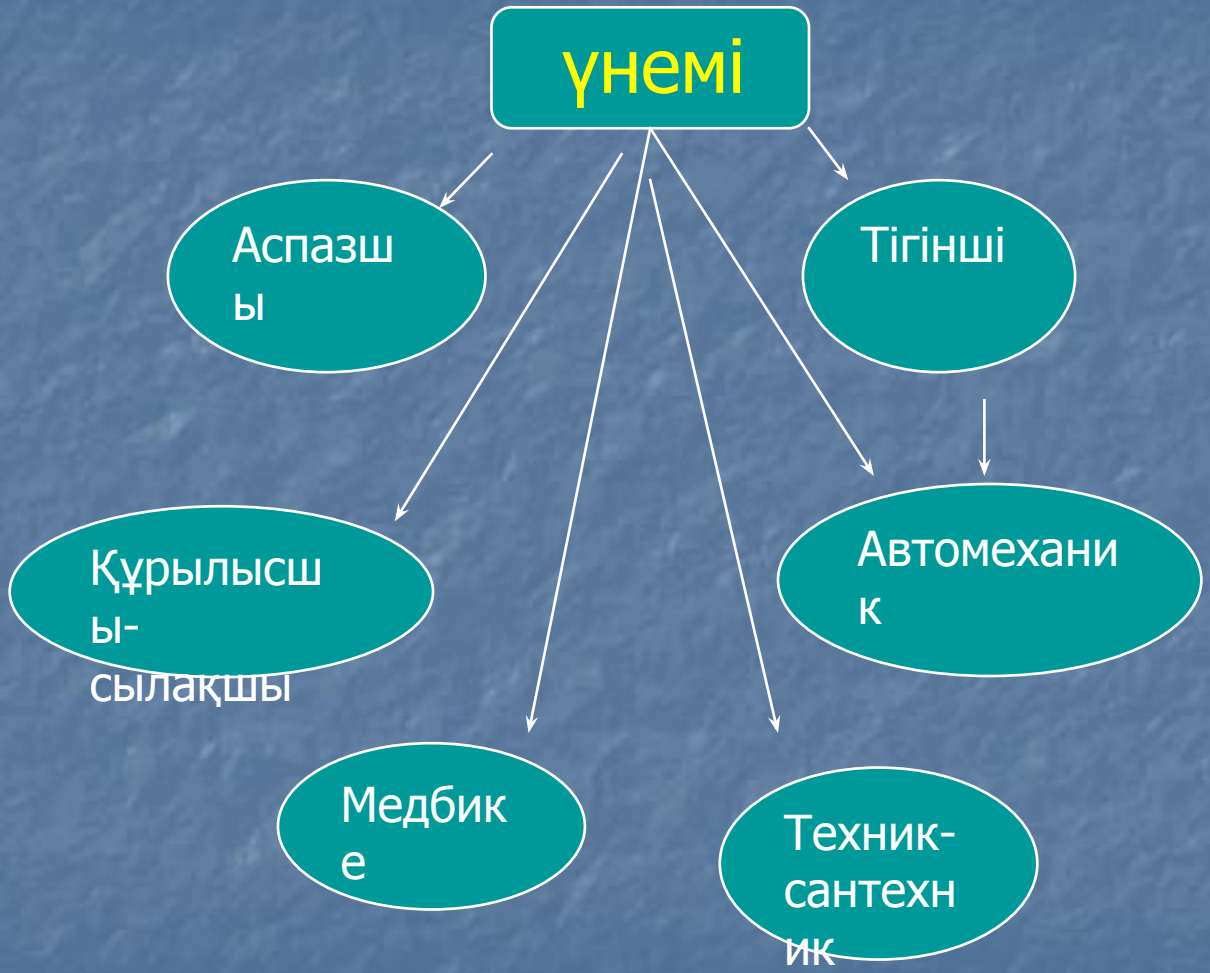 үнемі
Аспазш
ы
Тігінші
Құрылысш
ы-
сылақшы
Автомехани
к
Медбик
е
Техник-
сантехн
ик